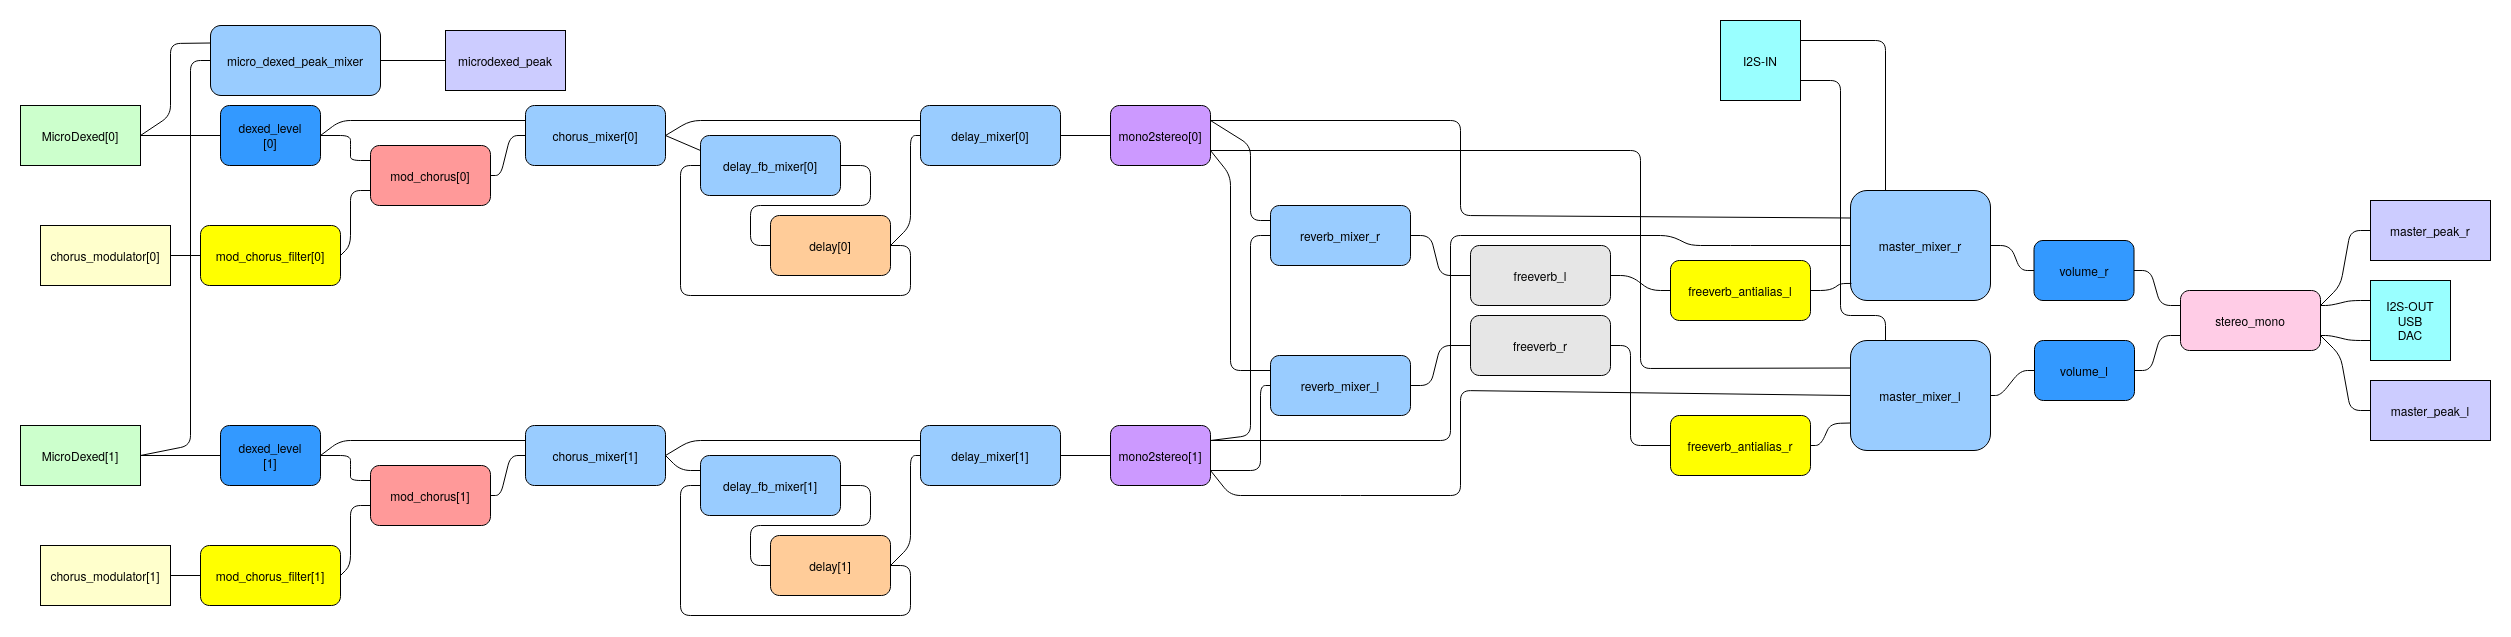 micro_dexed_peak_mixer
microdexed_peak
I2S-IN
MicroDexed[0]
dexed_level
[0]
chorus_mixer[0]
delay_mixer[0]
mono2stereo[0]
mod_chorus[0]
delay_fb_mixer[0]
chorus_modulator[0]
mod_chorus_filter[0]
delay[0]
reverb_mixer_r
freeverb_l
freeverb_antialias_l
master_mixer_r
volume_r
master_peak_r
freeverb_r
stereo_mono
I2S-OUT
USB
DAC
reverb_mixer_l
master_mixer_l
volume_l
master_peak_l
MicroDexed[1]
dexed_level
[1]
chorus_mixer[1]
delay_mixer[1]
mono2stereo[1]
freeverb_antialias_r
mod_chorus[1]
delay_fb_mixer[1]
chorus_modulator[1]
mod_chorus_filter[1]
delay[1]